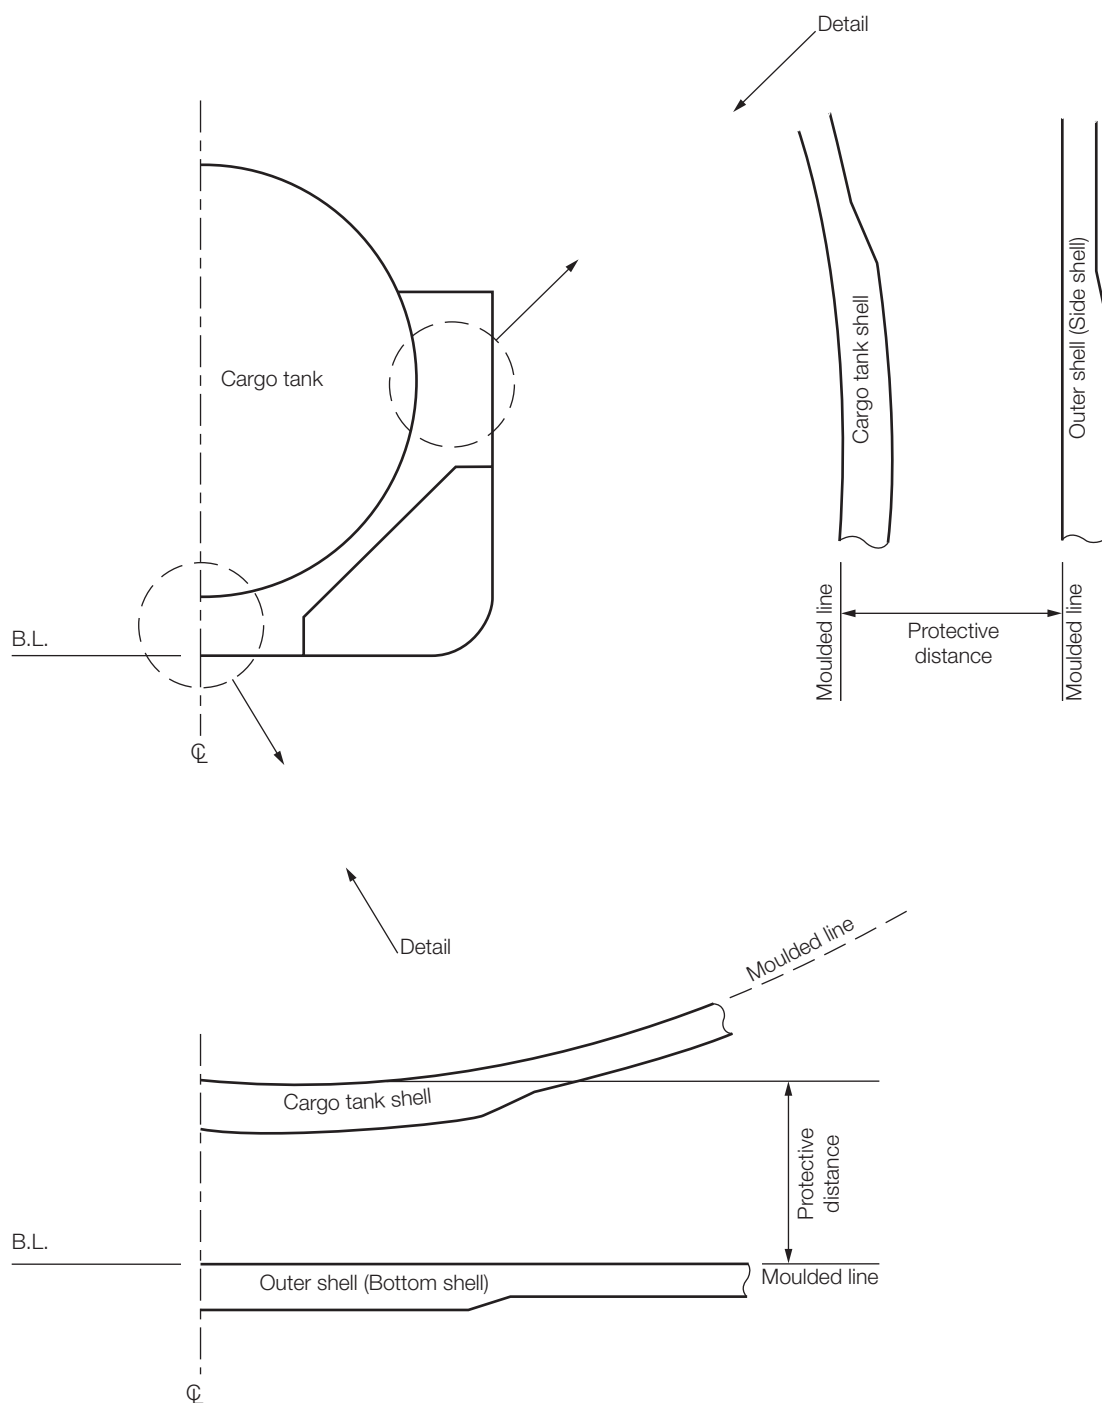 Detail
Cargo tank
Cargo tank shell
Outer shell (Side shell)
B.L.
Moulded line
Protective
distance
Moulded line
℄
Detail
Moulded line
Cargo tank shell
Protective
distance
B.L.
Outer shell (Bottom shell)
Moulded line
℄